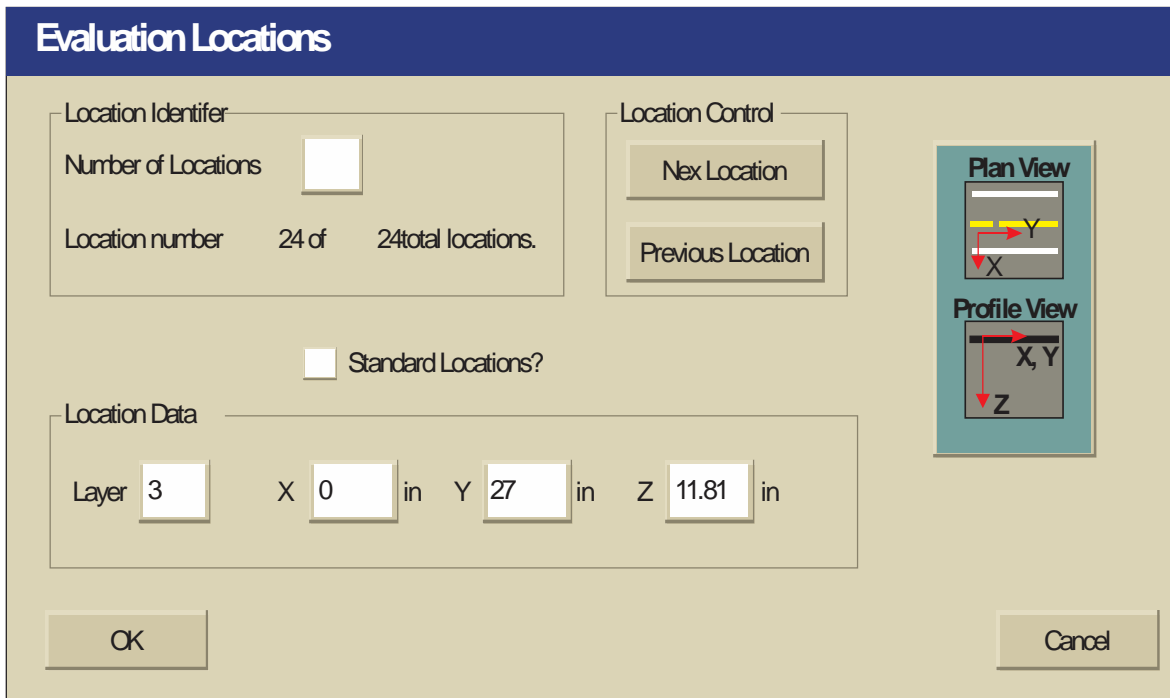 Evaluation Locations
Location Identifer
Number of Locations
Location number 24 of 24total locations.
Location Control
Nex Location
Previous Location
Plan View
Y
X
Profile View
X, Y
Z
Standard Locations?
Location Data
Layer 3 X 0 in Y 27 in Z 11.81 in
OK
Cancel